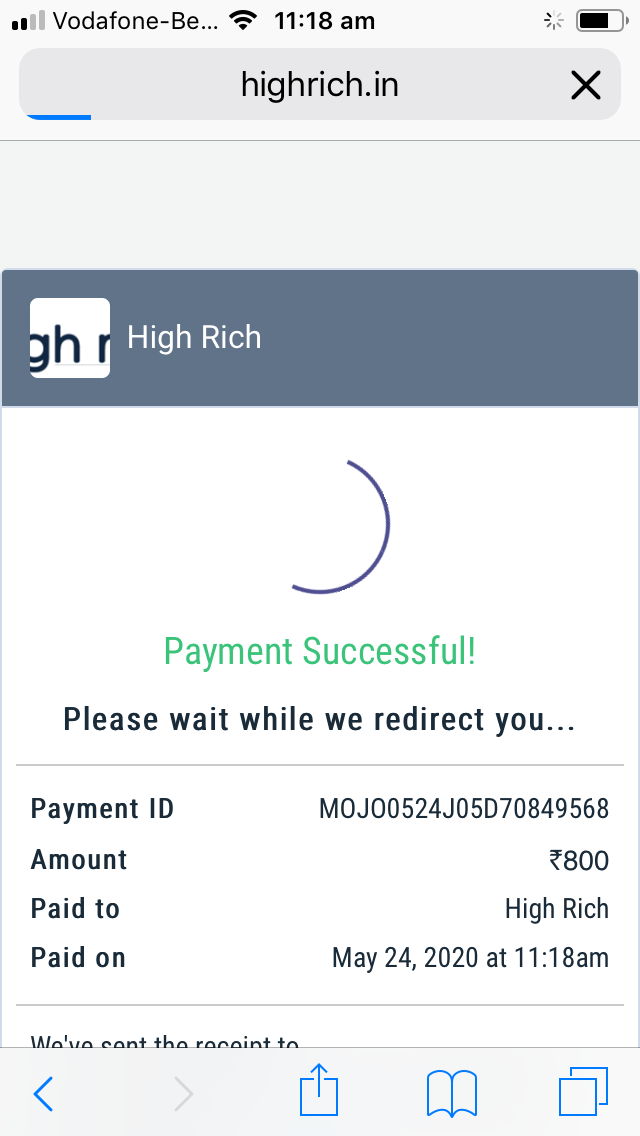 Vodafone-Be... 11:18 am
highrich.in
gh r
High Rich
Payment Successful!
Please wait while we redirect you...
Payment ID MOJO0524J05D70849568
Amount ₹800
Paid to High Rich
Paid on May 24, 2020 at 11:18am
We've sent the receipt to